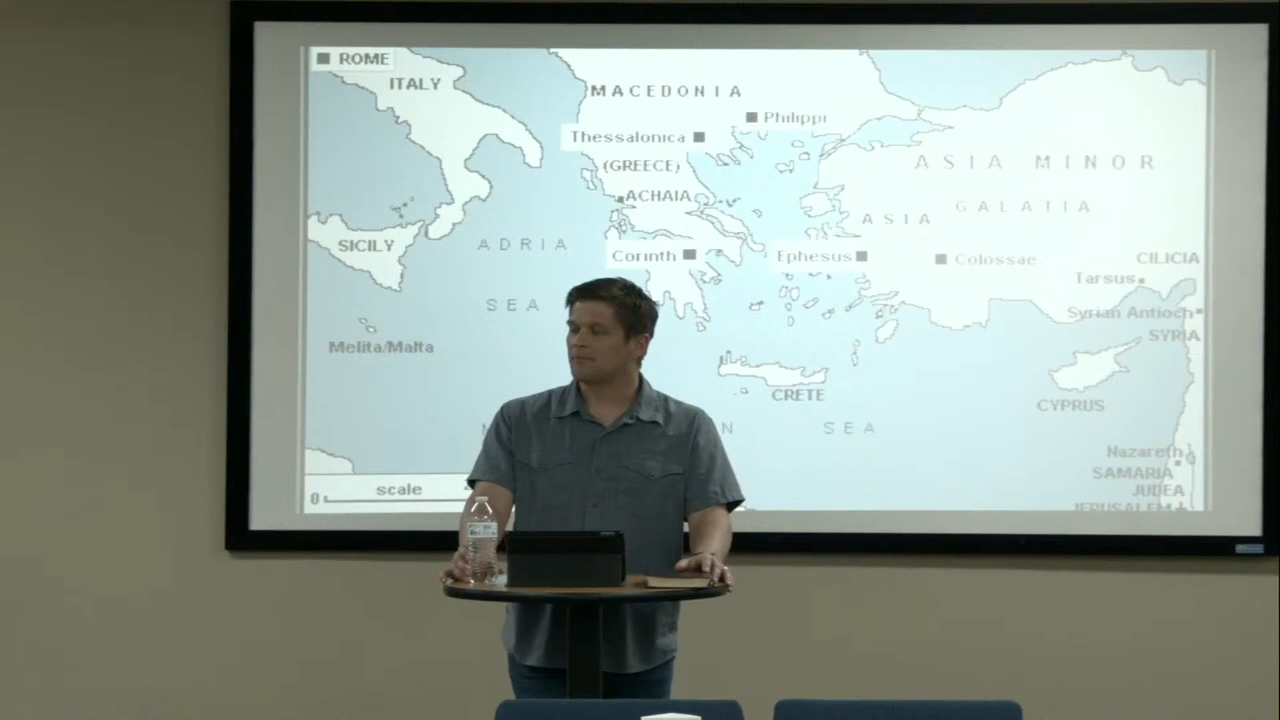 ROME
ITALY
MACEDONIA
Philippi
Thessalonica
(GREECE)
ASIA MINOR
ACHAIA
GALATIA
ASIA
SICILY
ADRIA
Corinth
Ephesus
Colossae
CILICIA
Tarsus
SEA
Syrian Antioch
SYRIA
Melita/Malta
CRETE
CYPRUS
N SEA
Nazareth
SAMARIA
JUDEA
scale
JERUSALEM
0